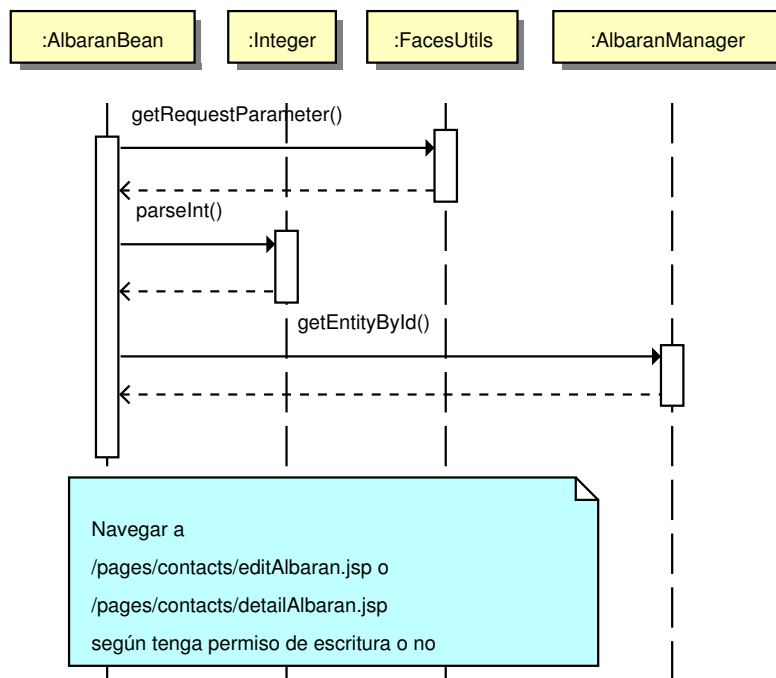 :AlbaranBean :Integer :FacesUtils :AlbaranManager
getRequestParameter()
parseInt()
getEntityById()
Navegar a
/pages/contacts/editAlbaran.jsp o
/pages/contacts/detailAlbaran.jsp
según tenga permiso de escritura o no